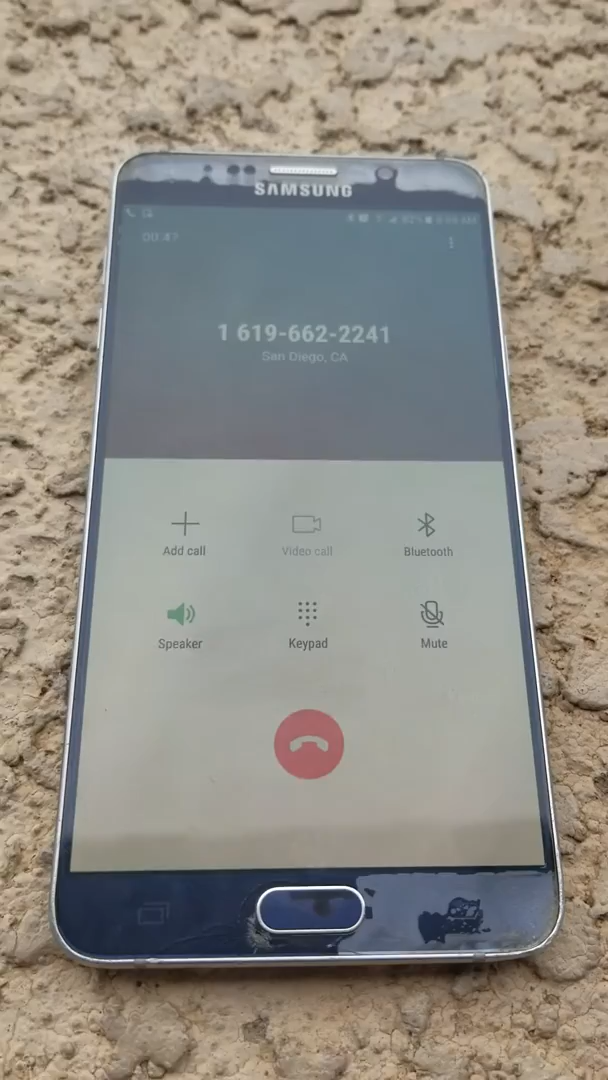 SAMSUNG
00:47
1 619-662-2241
San Diego, CA
Add call
Video call
Bluetooth
Speaker
Keypad
Mute